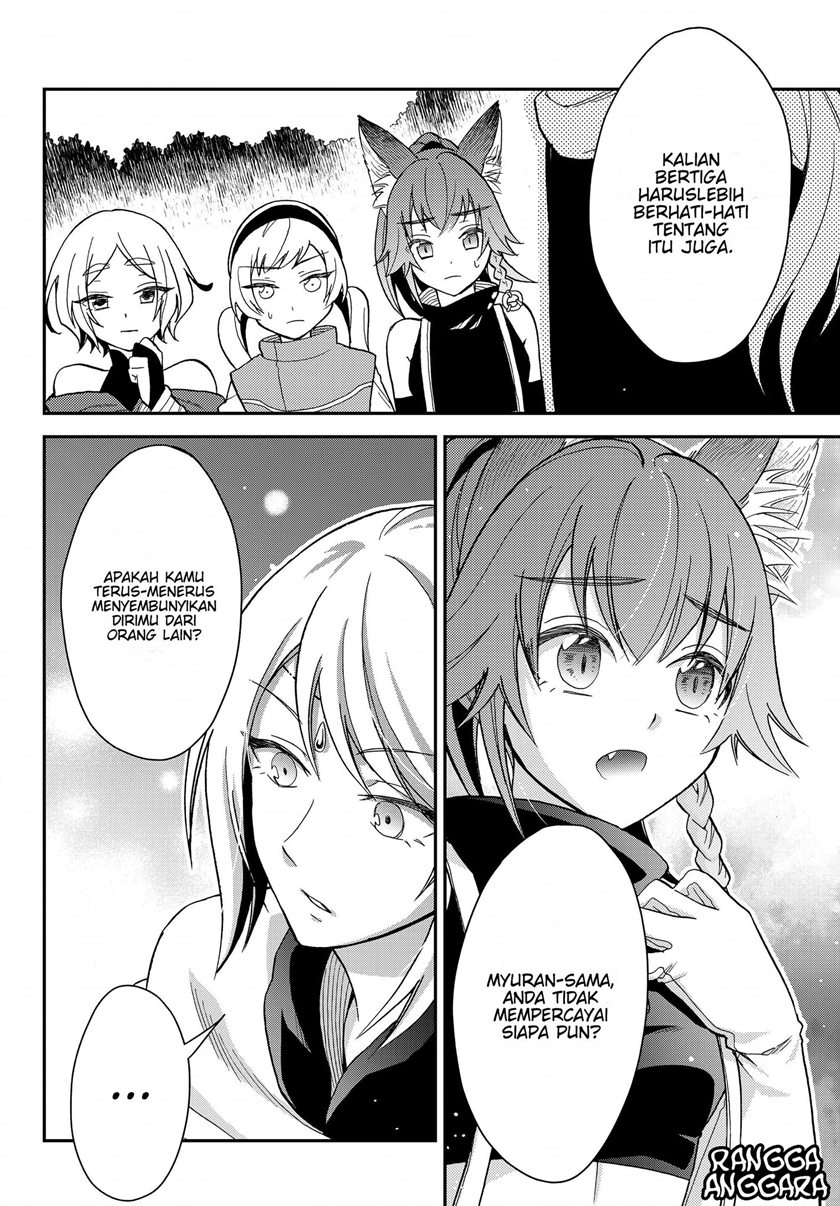 KALIAN
BERTIGA
HARUSLEBIH
BERHATI-HATI
TENTANG
ITU JUGA.
MYURAN-SAMA,
ANDA TIDAK
MEMPERCAYAI
SIAPA PUN?
APAKAH KAMU
TERUS-MENERUS
MENYEMBUNYIKAN
DIRIMU DARI
ORANG LAIN?
...
RANGGA
ANGGARA